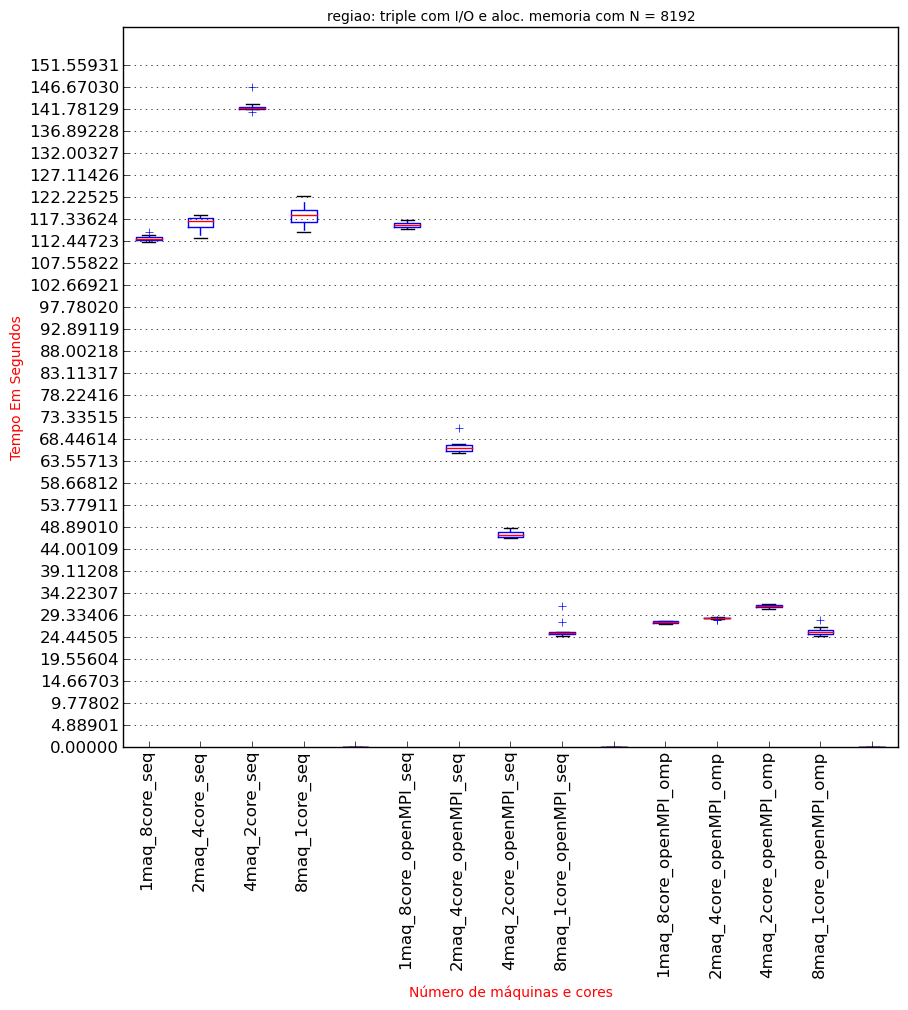 regiao: triple com I/O e aloc. memoria com N = 8192
151.55931
146.67030
141.78129
136.89228
132.00327
127.11426
122.22525
117.33624
112.44723
107.55822
102.66921
97.78020
92.89119
88.00218
83.11317
78.22416
73.33515
68.44614
63.55713
58.66812
53.77911
48.89010
44.00109
39.11208
34.22307
29.33406
24.44505
19.55604
14.66703
9.77802
4.88901
0.00000
Tempo Em Segundos
1maq_8core_seq
2maq_4core_seq
4maq_2core_seq
8maq_1core_seq
1maq_8core_openMPI_seq
2maq_4core_openMPI_seq
4maq_2core_openMPI_seq
8maq_1core_openMPI_seq
1maq_8core_openMPI_omp
2maq_4core_openMPI_omp
4maq_2core_openMPI_omp
8maq_1core_openMPI_omp
Número de máquinas e cores